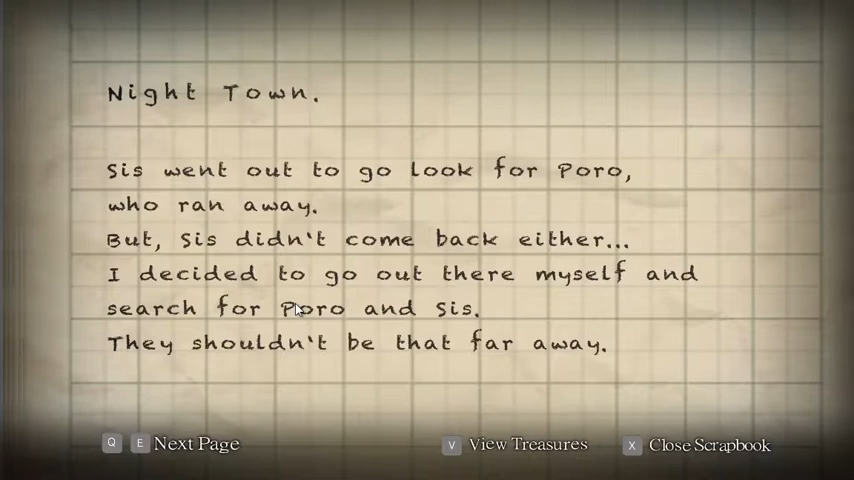 Night Town.
Sis went out to go look for Poro,
who ran away.
But, Sis didn't come back either...
I decided to go out there myself and
search for Poro and Sis.
They shouldn't be that far away.
Q E Next Page V View Treasures X Close Scrapbook